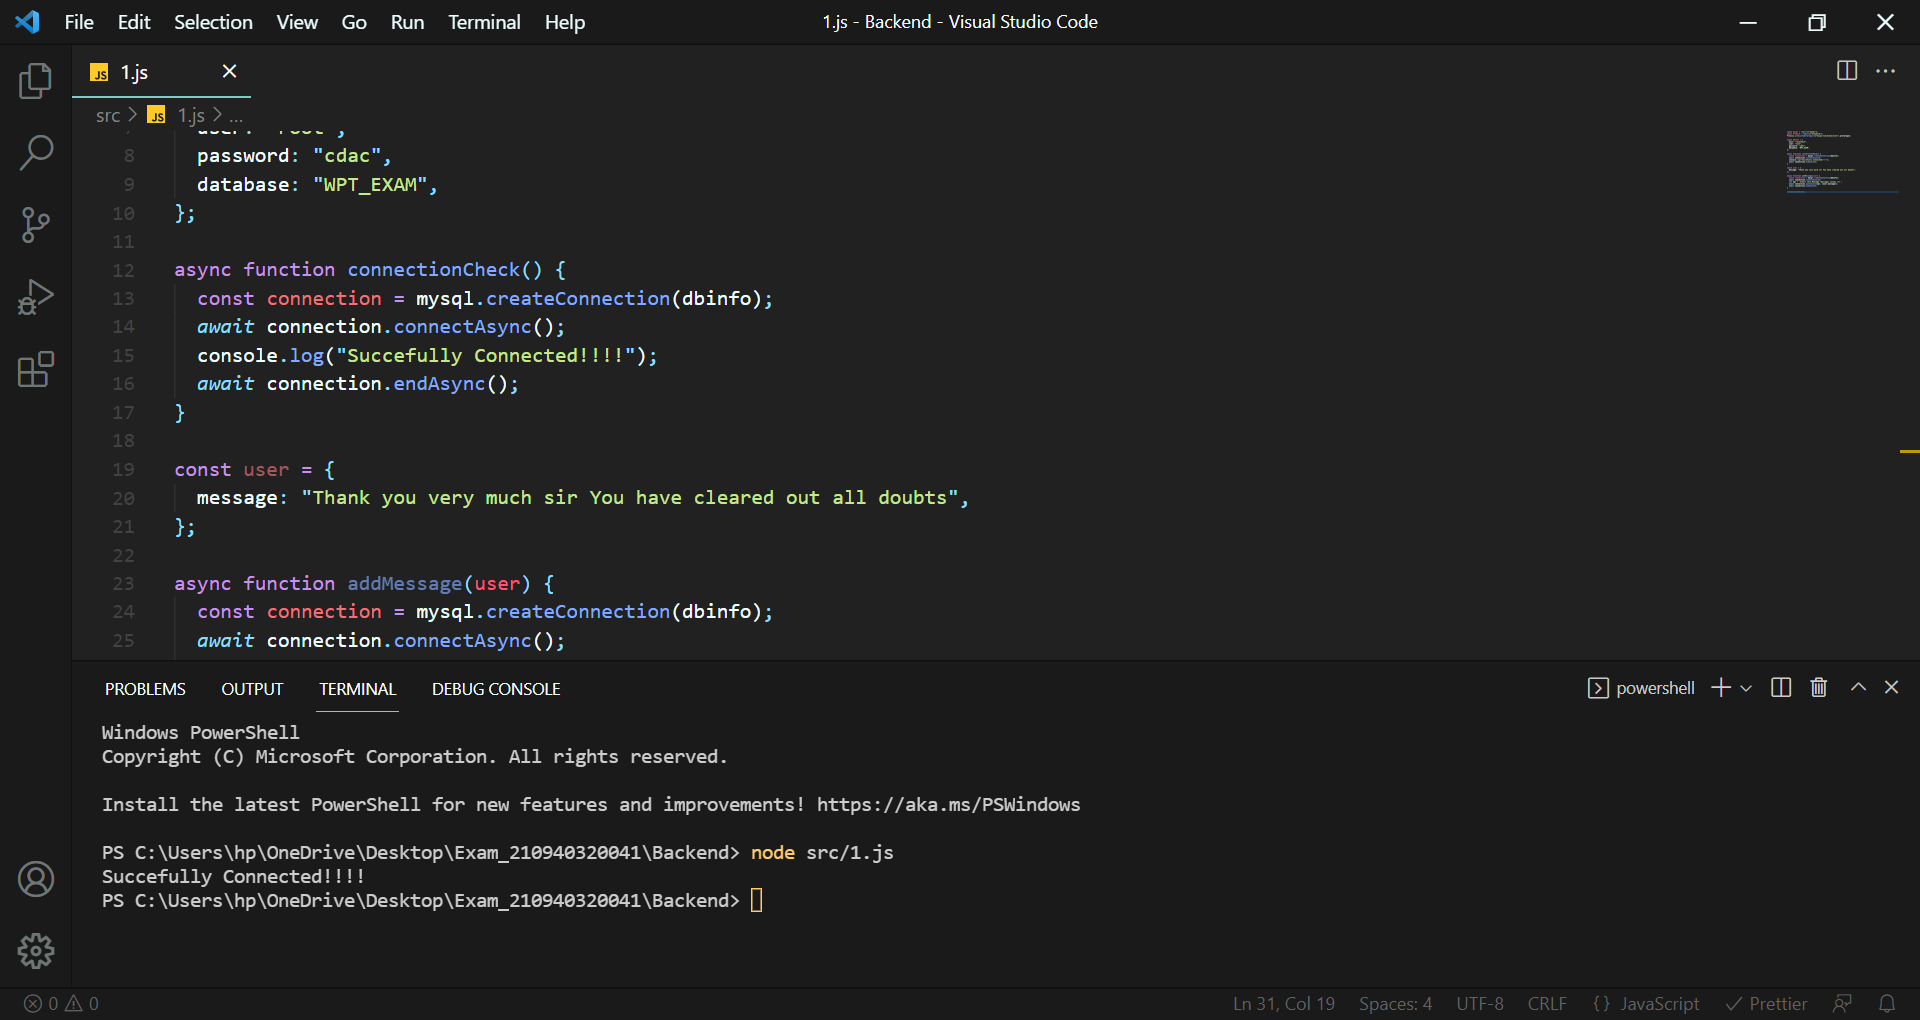 File Edit Selection View Go Run Terminal Help 1.js - Backend - Visual Studio Code
JS 1.js
src > JS 1.js > ...
8 password: "cdac",
9 database: "WPT_EXAM",
10 };
11
12 async function connectionCheck() {
13 const connection = mysql.createConnection(dbinfo);
14 await connection.connectAsync();
15 console.log("Succefully Connected!!!!");
16 await connection.endAsync();
17 }
18
19 const user = {
20 message: "Thank you very much sir You have cleared out all doubts",
21 };
22
23 async function addMessage(user) {
24 const connection = mysql.createConnection(dbinfo);
25 await connection.connectAsync();
PROBLEMS OUTPUT TERMINAL DEBUG CONSOLE powershell
Windows PowerShell
Copyright (C) Microsoft Corporation. All rights reserved.
Install the latest PowerShell for new features and improvements! https://aka.ms/PSWindows
PS C:\Users\hp\OneDrive\Desktop\Exam_210940320041\Backend> node src/1.js
Succefully Connected!!!!
PS C:\Users\hp\OneDrive\Desktop\Exam_210940320041\Backend>
0 0 Ln 31, Col 19 Spaces: 4 UTF-8 CRLF {} JavaScript Prettier